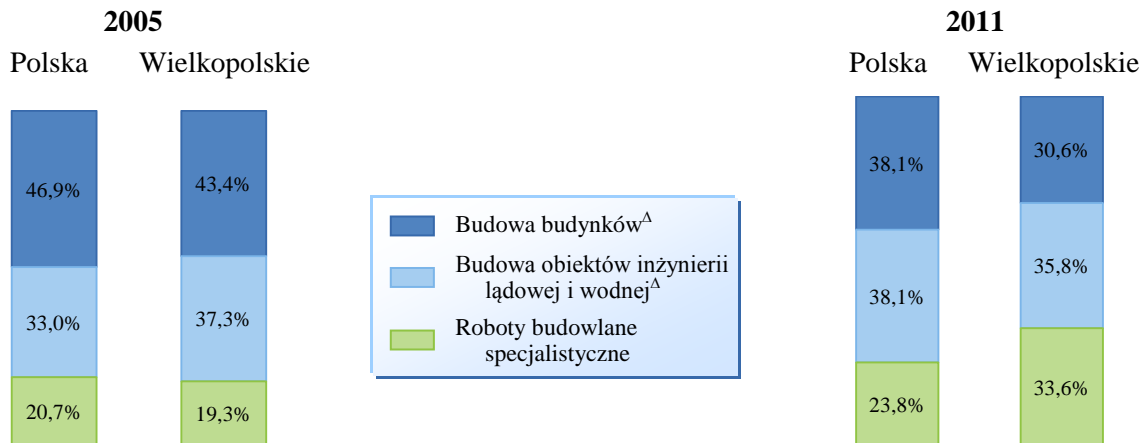 2005
Polska Wielkopolskie
46,9% 43,4%
33,0% 37,3%
20,7% 19,3%
Budowa budynków^Δ
Budowa obiektów inżynierii
lądowej i wodnej^Δ
Roboty budowlane
specjalistyczne
2011
Polska Wielkopolskie
38,1% 30,6%
38,1% 35,8%
23,8% 33,6%